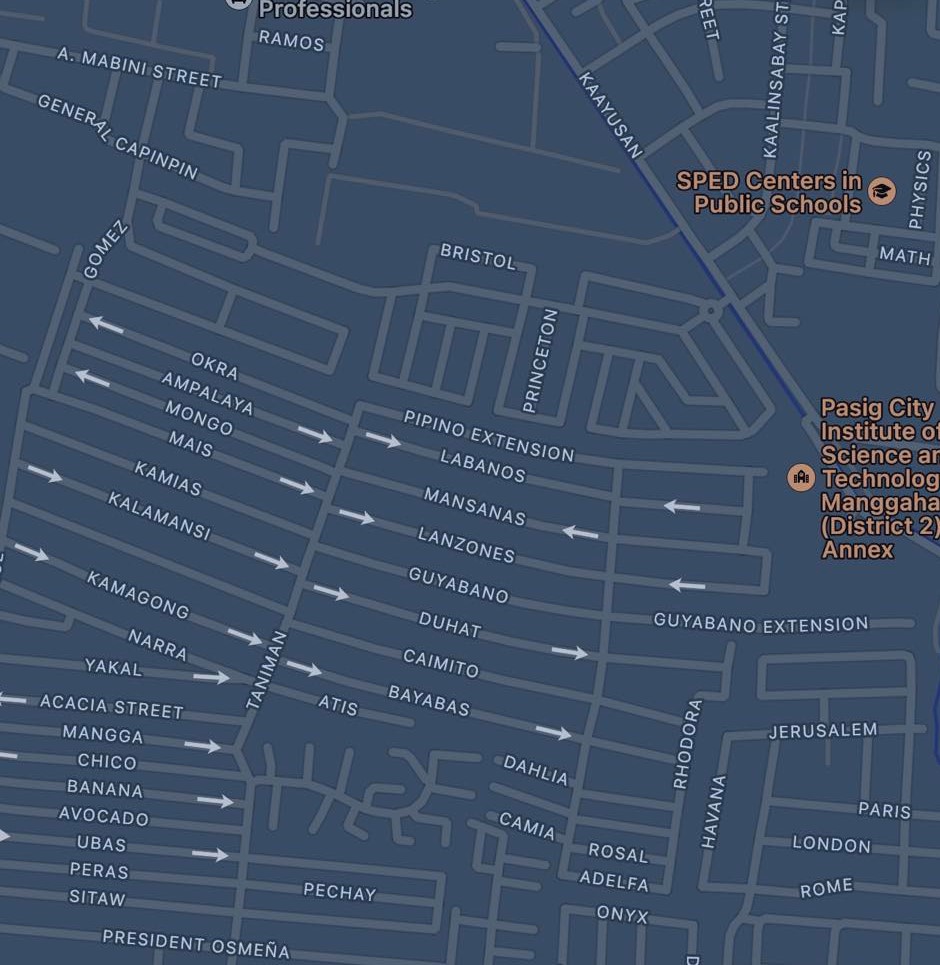 Professionals
RAMOS
A. MABINI STREET
GENERAL CAPINPIN
KAAYUSAN
KAALINSABAY ST
SPED Centers in
Public Schools
PHYSICS
MATH
GOMEZ
BRISTOL
PRINCETON
OKRA
AMPALAYA
MONGO
MAIS
KAMIAS
KALAMANSI
KAMAGONG
NARRA
YAKAL
ACACIA STREET
MANGGA
CHICO
BANANA
AVOCADO
UBAS
PERAS
SITAW
PRESIDENT OSMEÑA
TANIMAN
PIPINO EXTENSION
LABANOS
MANSANAS
LANZONES
GUYABANO
DUHAT
CAIMITO
BAYABAS
ATIS
GUYABANO EXTENSION
Pasig City
Institute of
Science an
Technolog
Manggaha
(District 2)
Annex
DAHLIA
CAMIA
ROSAL
ADELFA
ONYX
PECHAY
RHODORA
HAVANA
JERUSALEM
PARIS
LONDON
ROME
REET
KAP